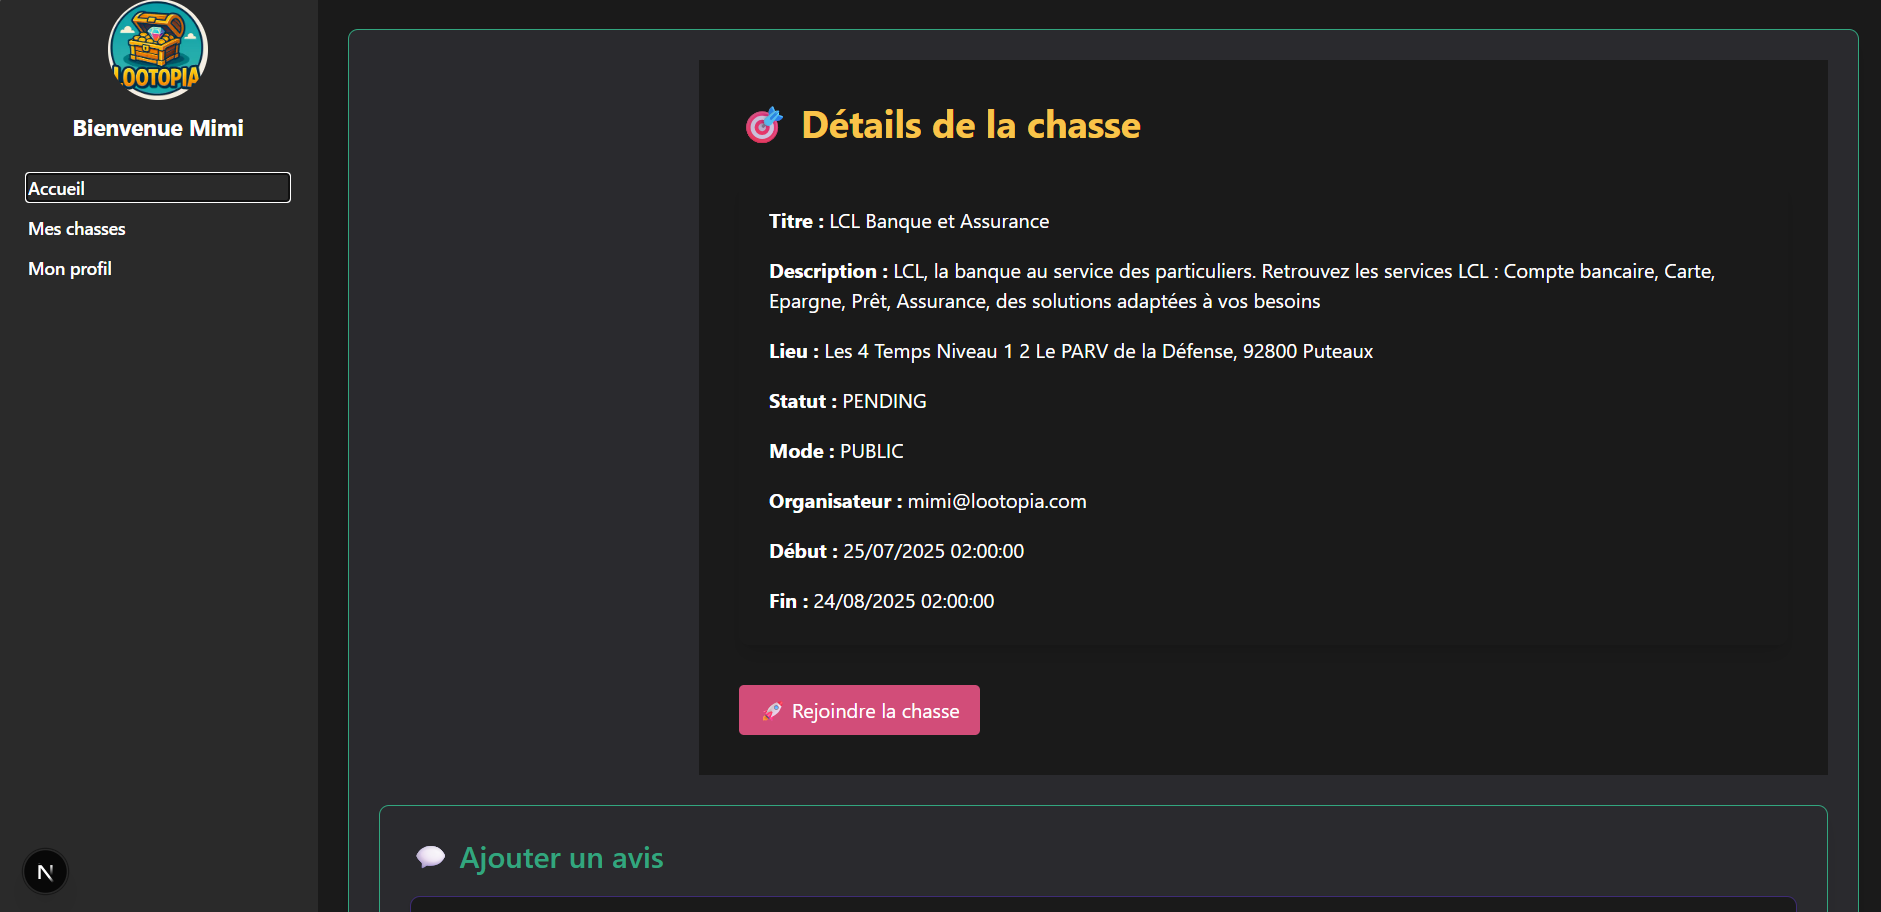 LOOTOPIA
Bienvenue Mimi
Accueil
Mes chasses
Mon profil
N
Détails de la chasse
Titre : LCL Banque et Assurance
Description : LCL, la banque au service des particuliers. Retrouvez les services LCL : Compte bancaire, Carte,
Epargne, Prêt, Assurance, des solutions adaptées à vos besoins
Lieu : Les 4 Temps Niveau 1 2 Le PARV de la Défense, 92800 Puteaux
Statut : PENDING
Mode : PUBLIC
Organisateur : mimi@lootopia.com
Début : 25/07/2025 02:00:00
Fin : 24/08/2025 02:00:00
Rejoindre la chasse
Ajouter un avis